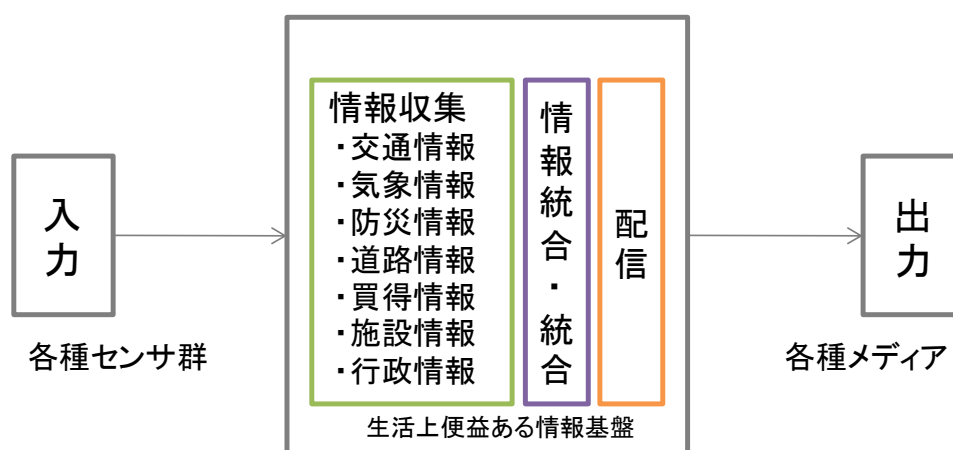 入力
各種センサ群
情報収集
・交通情報
・気象情報
・防災情報
・道路情報
・買得情報
・施設情報
・行政情報
情報統合・統合
配信
生活上便益ある情報基盤
出力
各種メディア